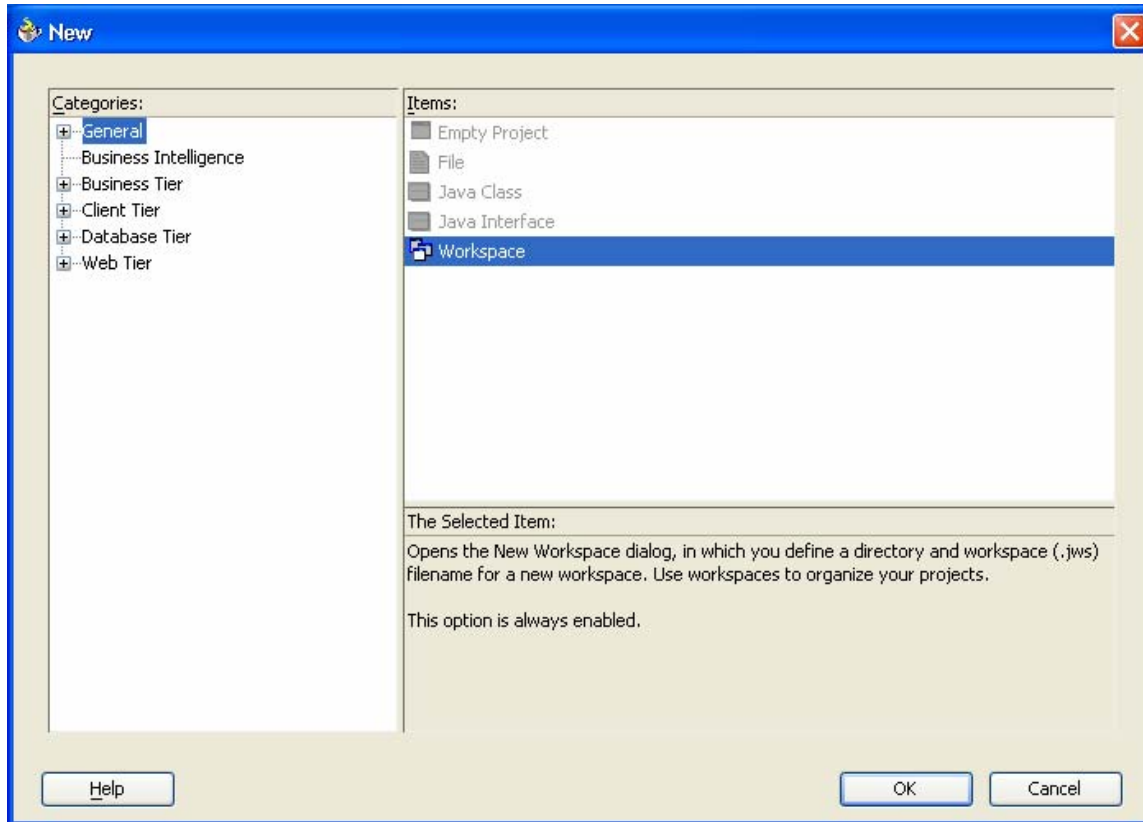 New
Categories:
General
Business Intelligence
Business Tier
Client Tier
Database Tier
Web Tier
Items:
Empty Project
File
Java Class
Java Interface
Workspace
The Selected Item:
Opens the New Workspace dialog, in which you define a directory and workspace (.jws)
filename for a new workspace. Use workspaces to organize your projects.
This option is always enabled.
Help
OK
Cancel